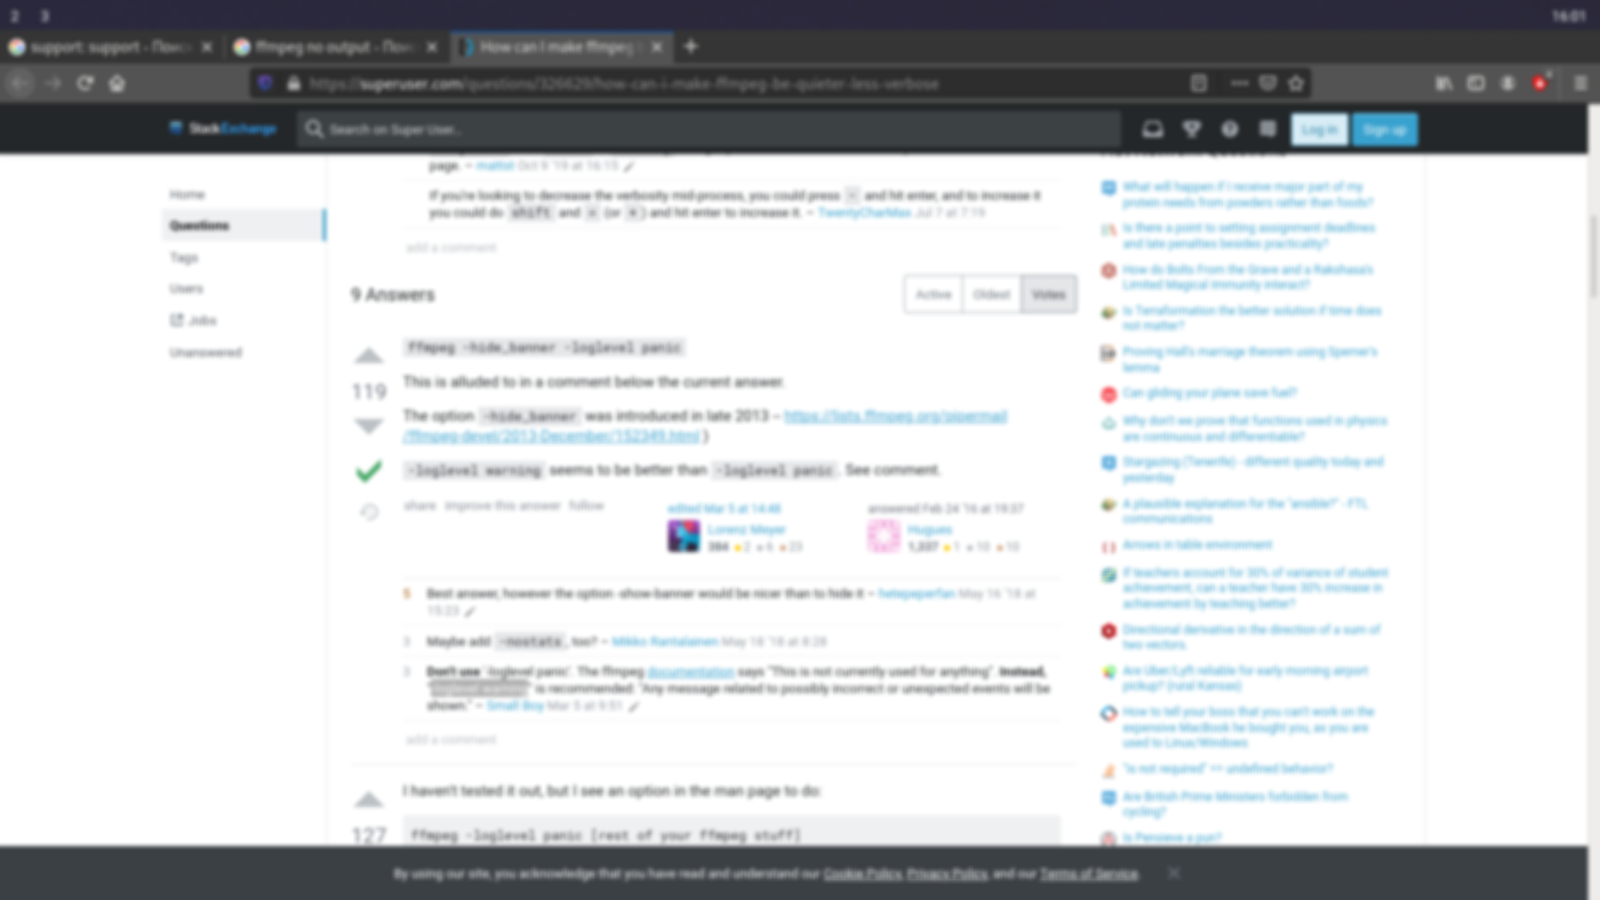 2 3 16:01
support: support - Поис
ffmpeg no output - Поис
How can I make ffmpeg
https://superuser.com/questions/326629/how-can-i-make-ffmpeg-be-quieter-less-verbose
StackExchange
Search on Super User…
Log in
Sign up
Home
Questions
Tags
Users
Jobs
Unanswered
page. – mattst Oct 9 '19 at 16:15
If you're looking to decrease the verbosity mid-process, you could press - and hit enter, and to increase it
you could do shift and = (or + ) and hit enter to increase it. – TwentyCharMax Jul 7 at 7:19
add a comment
9 Answers
Active
Oldest
Votes
ffmpeg -hide_banner -loglevel panic
119
This is alluded to in a comment below the current answer.
The option -hide_banner was introduced in late 2013 -- https://lists.ffmpeg.org/pipermail
/ffmpeg-devel/2013-December/152349.html )
-loglevel warning seems to be better than -loglevel panic. See comment.
share improve this answer follow
edited Mar 5 at 14:48
Lorenz Meyer
384 2 6 23
answered Feb 24 '16 at 19:37
Hugues
1,337 1 10 10
5 Best answer, however the option -show-banner would be nicer than to hide it – hetepeperfan May 16 '18 at
15:23
3 Maybe add -nostats, too? – Mikko Rantalainen May 18 '18 at 8:28
3 Don't use '-loglevel panic'. The ffmpeg documentation says "This is not currently used for anything". Instead,
is recommended: "Any message related to possibly incorrect or unexpected events will be
shown." – Small Boy Mar 5 at 9:51
add a comment
127
I haven't tested it out, but I see an option in the man page to do:
ffmpeg -loglevel panic [rest of your ffmpeg stuff]
What will happen if I receive major part of my
protein needs from powders rather than foods?
Is there a point to setting assignment deadlines
and late penalties besides practicality?
How do Bolts From the Grave and a Rakshasa's
Limited Magical Immunity interact?
Is Terraformation the better solution if time does
not matter?
Proving Hall's marriage theorem using Sperner's
lemma
Can gliding your plane save fuel?
Why don't we prove that functions used in physics
are continuous and differentiable?
Stargazing (Tenerife) - different quality today and
yesterday
A plausible explanation for the "ansible?" - FTL
communications
Arrows in table environment
If teachers account for 30% of variance of student
achievement, can a teacher have 30% increase in
achievement by teaching better?
Directional derivative in the direction of a sum of
two vectors.
Are Uber/Lyft reliable for early morning airport
pickup? (rural Kansas)
How to tell your boss that you can't work on the
expensive MacBook he bought you, as you are
used to Linux/Windows
"is not required" == undefined behavior?
Are British Prime Ministers forbidden from
cycling?
Is Pensieve a pun?
By using our site, you acknowledge that you have read and understand our Cookie Policy, Privacy Policy, and our Terms of Service.